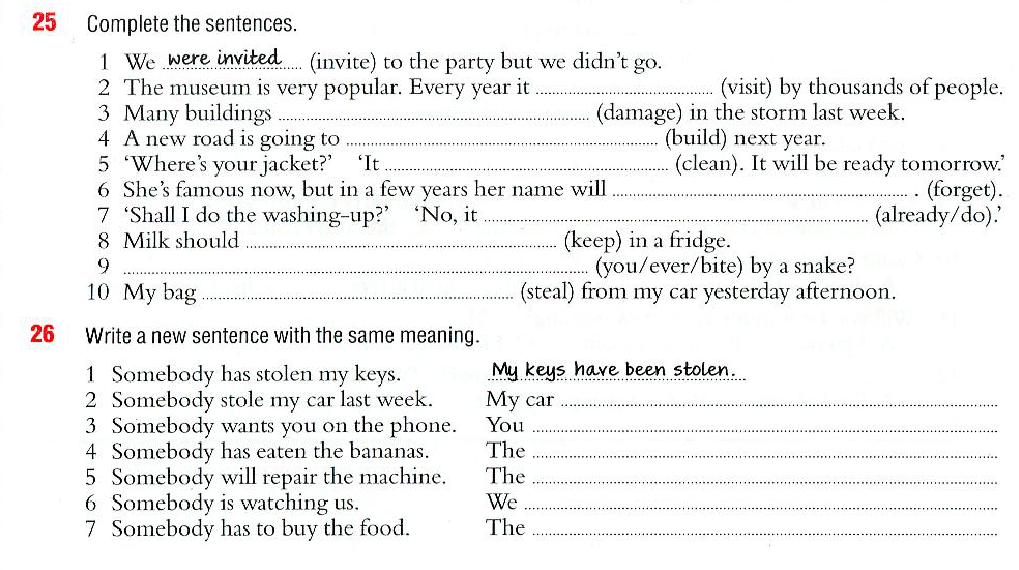 25 Complete the sentences.
1 We were invited (invite) to the party but we didn't go.
2 The museum is very popular. Every year it ........ (visit) by thousands of people.
3 Many buildings ........ (damage) in the storm last week.
4 A new road is going to ........ (build) next year.
5 'Where's your jacket?' 'It ........ (clean). It will be ready tomorrow.'
6 She's famous now, but in a few years her name will ........ . (forget).
7 'Shall I do the washing-up?' 'No, it ........ (already/do).'
8 Milk should ........ (keep) in a fridge.
9 ........ (you/ever/bite) by a snake?
10 My bag ........ (steal) from my car yesterday afternoon.
26 Write a new sentence with the same meaning.
1 Somebody has stolen my keys. My keys have been stolen.
2 Somebody stole my car last week. My car ........
3 Somebody wants you on the phone. You ........
4 Somebody has eaten the bananas. The ........
5 Somebody will repair the machine. The ........
6 Somebody is watching us. We ........
7 Somebody has to buy the food. The ........